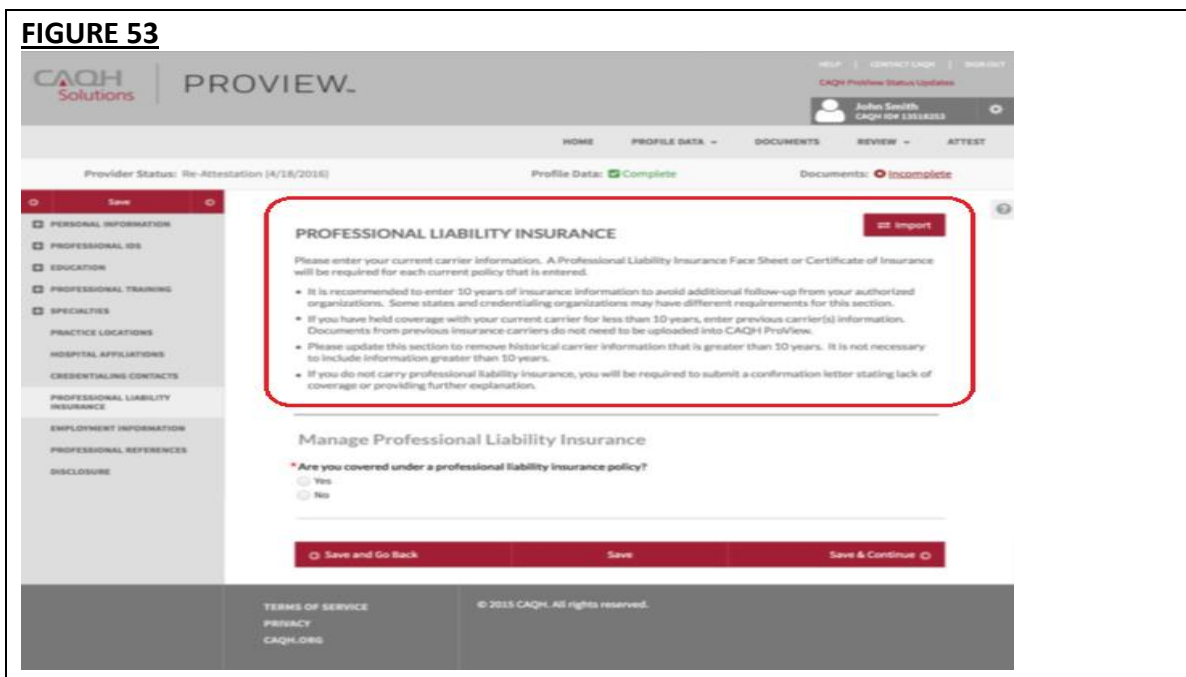 FIGURE 53
HELP | CONTACT CAQH | SIGN OUT
CAQH Solutions
PROVIEW™
CAQH ProView Status Updates
John Smith
CAQH ID# 13518253
HOME PROFILE DATA DOCUMENTS REVIEW ATTEST
Provider Status: Re-Attestation (4/18/2016) Profile Data: Complete Documents: Incomplete
Save
PERSONAL INFORMATION
PROFESSIONAL IDS
EDUCATION
PROFESSIONAL TRAINING
SPECIALTIES
PRACTICE LOCATIONS
HOSPITAL AFFILIATIONS
CREDENTIALING CONTACTS
PROFESSIONAL LIABILITY
INSURANCE
EMPLOYMENT INFORMATION
PROFESSIONAL REFERENCES
DISCLOSURE
Import
PROFESSIONAL LIABILITY INSURANCE
Please enter your current carrier information. A Professional Liability Insurance Face Sheet or Certificate of Insurance
will be required for each current policy that is entered.
• It is recommended to enter 10 years of insurance information to avoid additional follow-up from your authorized
organizations. Some states and credentialing organizations may have different requirements for this section.
• If you have held coverage with your current carrier for less than 10 years, enter previous carrier(s) information.
Documents from previous insurance carriers do not need to be uploaded into CAQH ProView.
• Please update this section to remove historical carrier information that is greater than 10 years. It is not necessary
to include information greater than 10 years.
• If you do not carry professional liability insurance, you will be required to submit a confirmation letter stating lack of
coverage or providing further explanation.
Manage Professional Liability Insurance
*Are you covered under a professional liability insurance policy?
Yes
No
Save and Go Back Save Save & Continue
TERMS OF SERVICE © 2015 CAQH. All rights reserved.
PRIVACY
CAQH.ORG